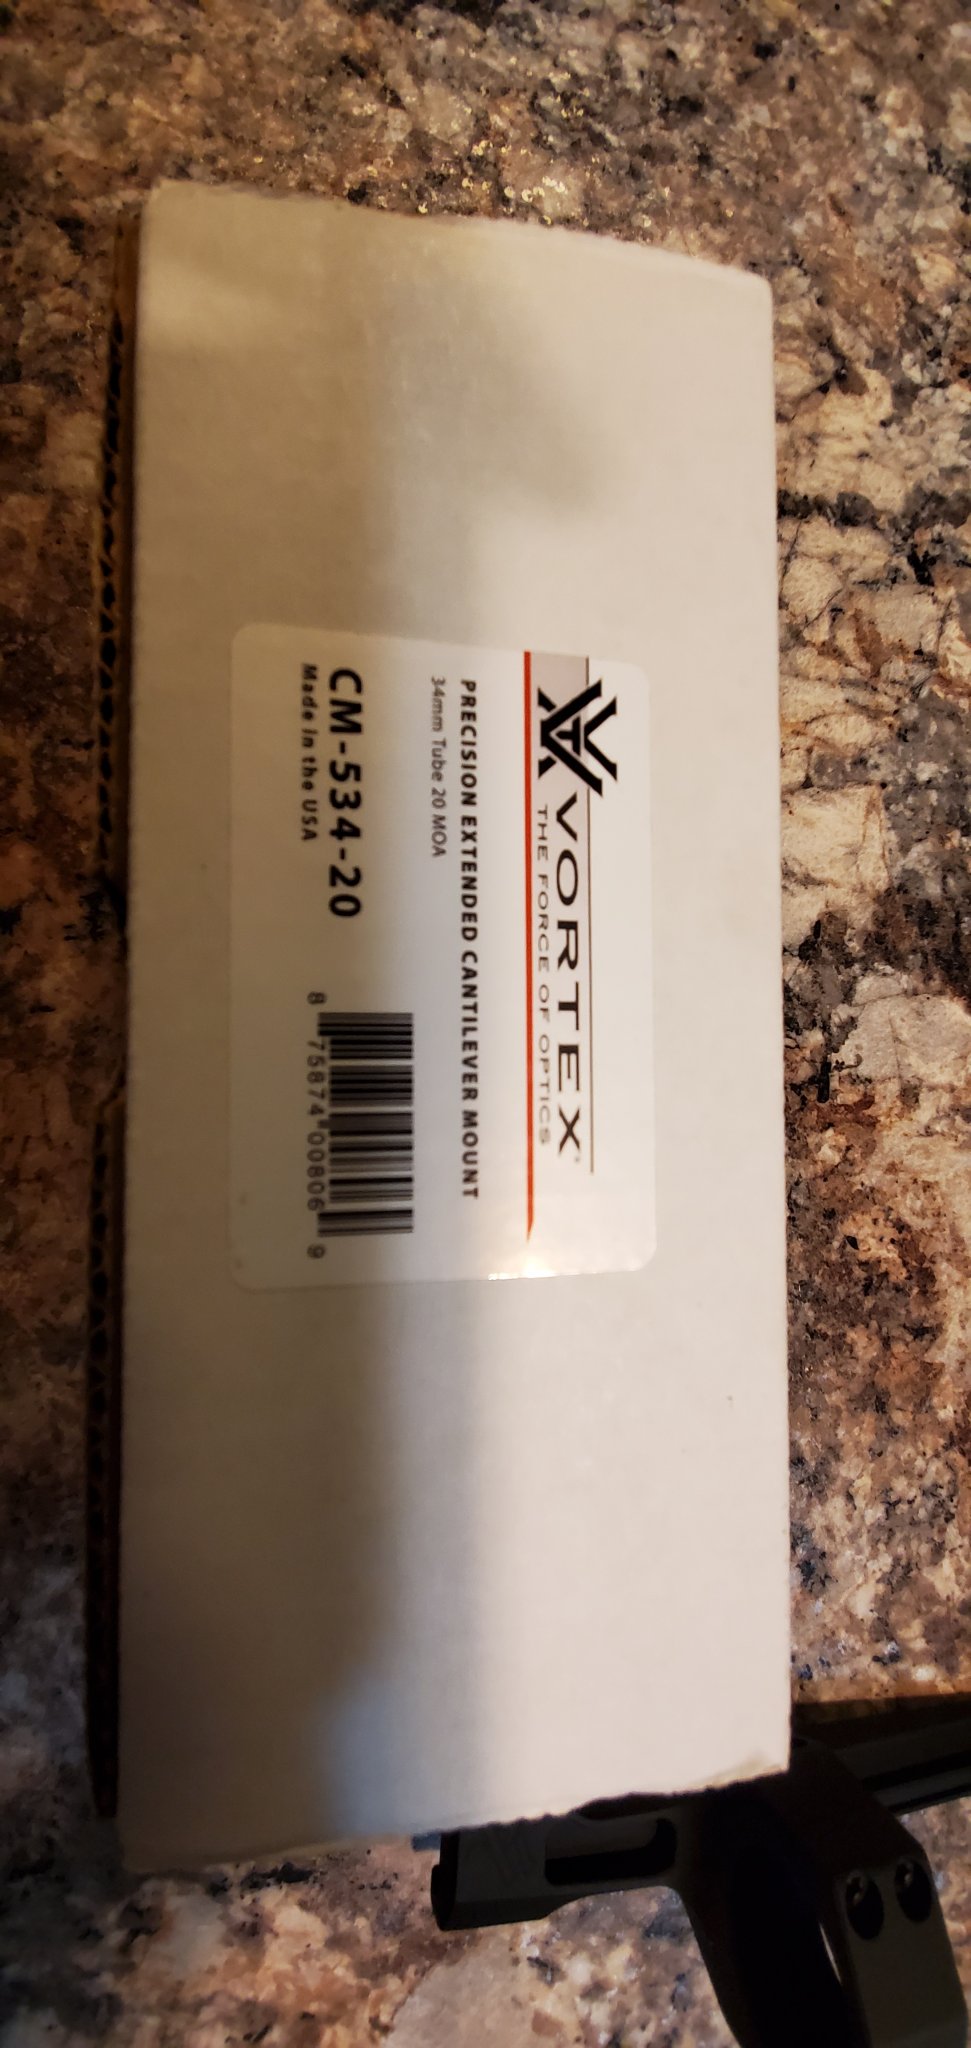 VORTEX®
THE FORCE OF OPTICS
PRECISION EXTENDED CANTILEVER MOUNT
34mm Tube 20 MOA
CM-534-20
Made in the USA
8 75874 00806 9